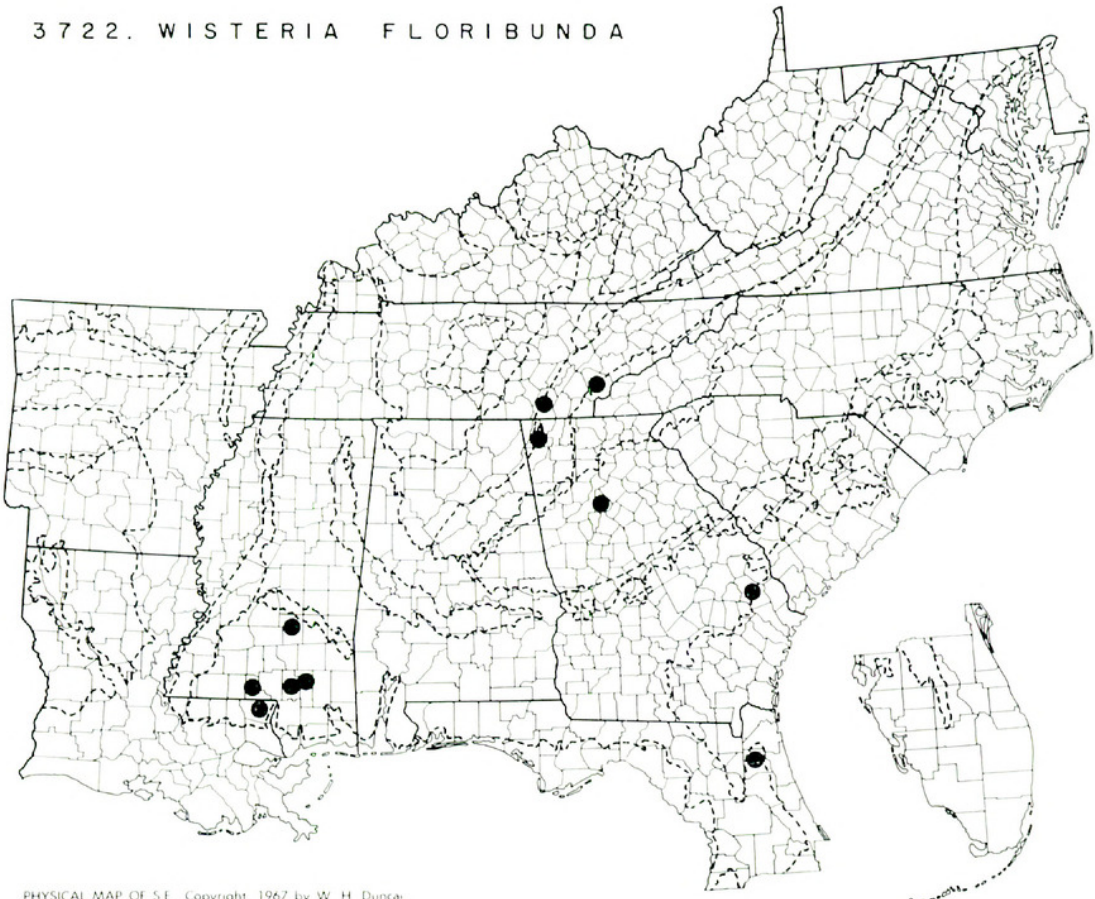 3722. WISTERIA FLORIBUNDA
PHYSICAL MAP OF S.E. Copyright 1967 by W. H. Duncan